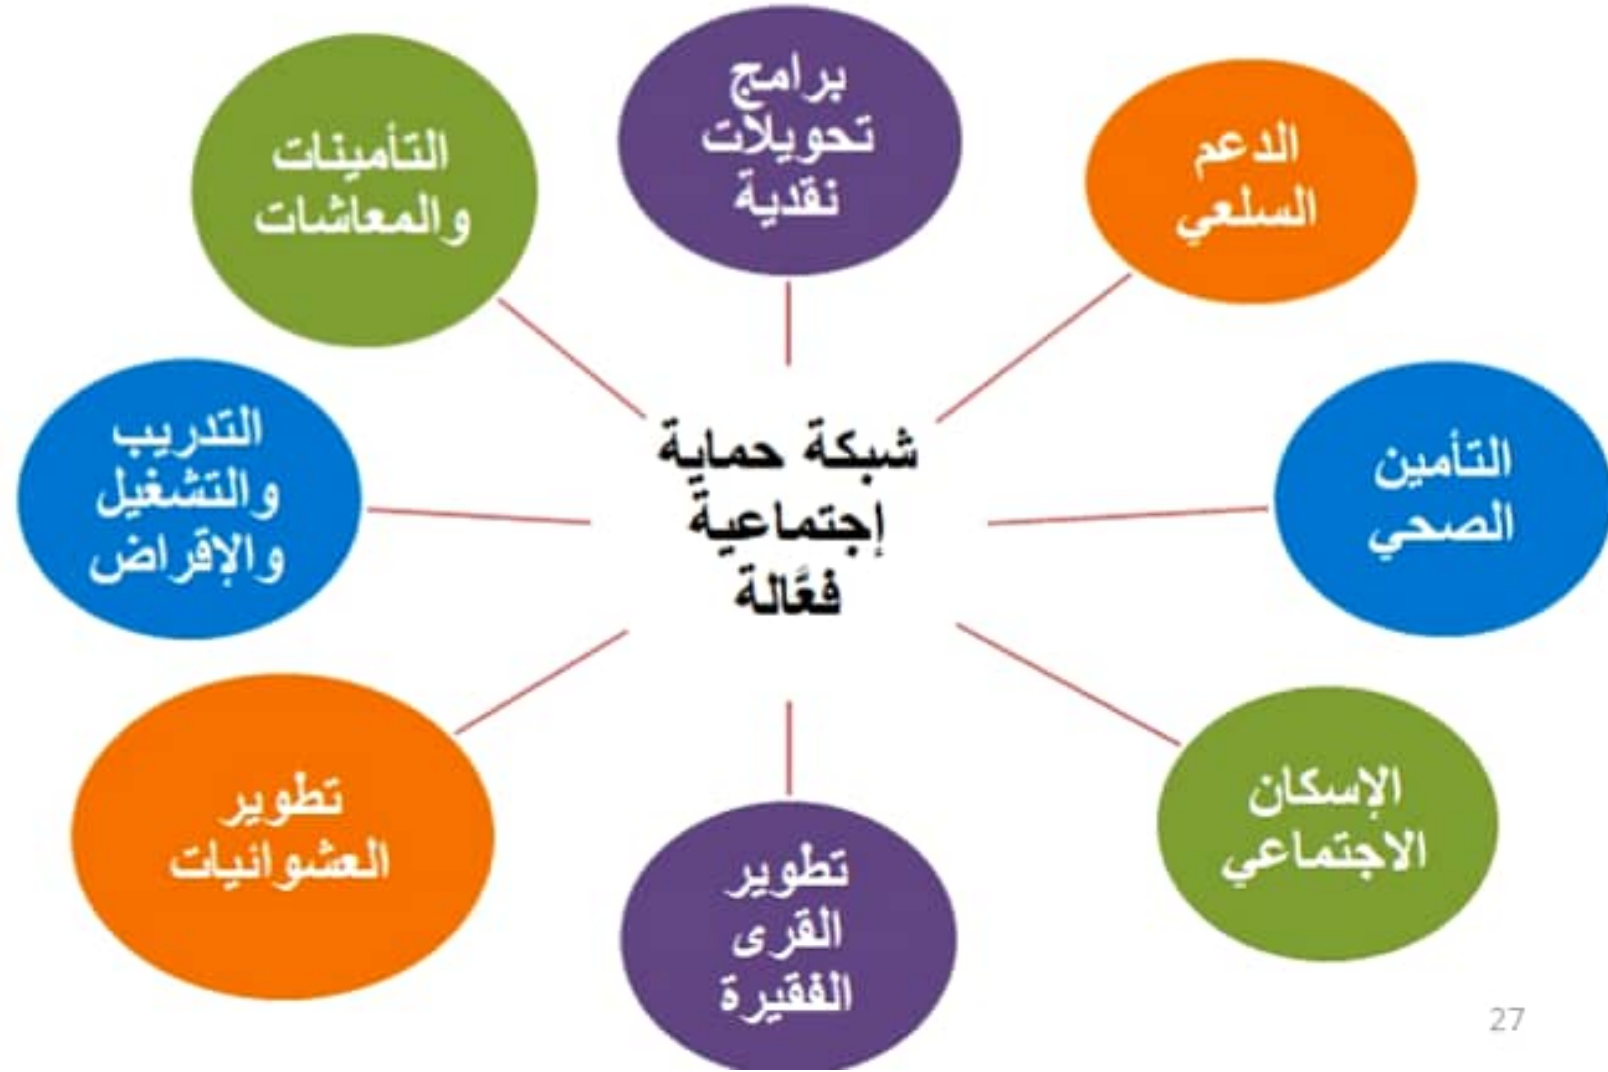 برامج
تحويلات
نقدية
الدعم
السلعي
التأمين
الصحي
الإسكان
الاجتماعي
تطوير
القرى
الفقيرة
تطوير
العشوائيات
التدريب
والتشغيل
والإقراض
التأمينات
والمعاشات
شبكة حماية
إجتماعية
فعَّالة
27